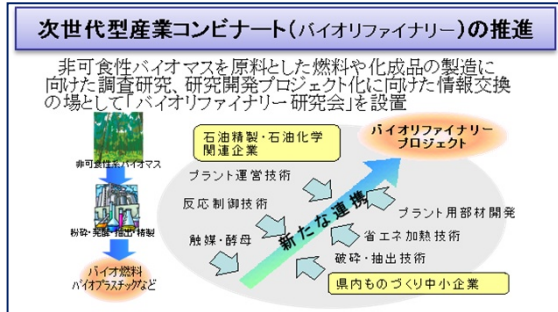 次世代型産業コンビナート(バイオリファイナリー)の推進
非可食性バイオマスを原料とした燃料や化成品の製造に
向けた調査研究、研究開発プロジェクト化に向けた情報交換
の場として「バイオリファイナリー研究会」を設置
非可食性系バイオマス
粉砕・発酵・抽出・精製
バイオ燃料
バイオプラスチックなど
石油精製・石油化学
関連企業
バイオリファイナリー
プロジェクト
プラント運営技術
反応制御技術
触媒・酵母
新たな連携
プラント用部材開発
省エネ加熱技術
破砕・抽出技術
県内ものづくり中小企業